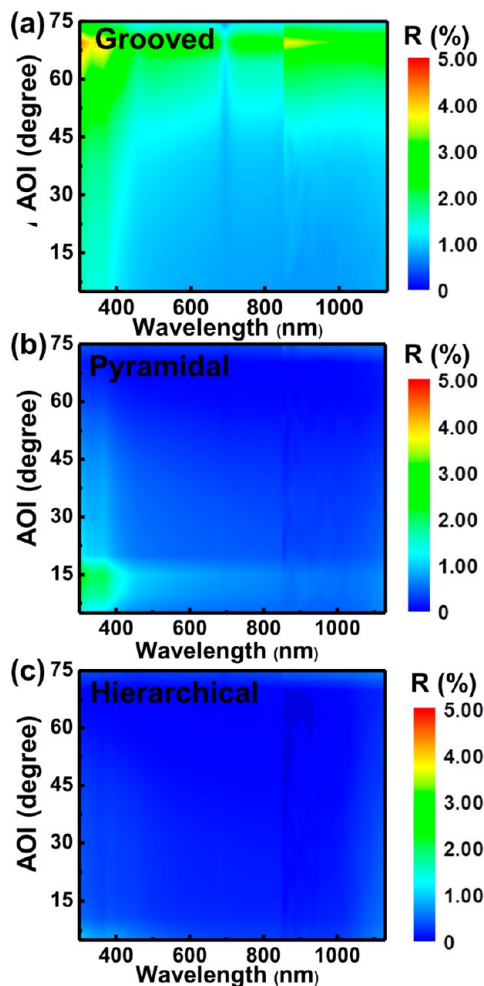 (a)
Grooved
R (%)
75
60
45
30
15
AOI (degree)
5.00
4.00
3.00
2.00
1.00
0
400 600 800 1000
Wavelength (nm)
(b)
Pyramidal
R (%)
75
60
45
30
15
AOI (degree)
5.00
4.00
3.00
2.00
1.00
0
400 600 800 1000
Wavelength (nm)
(c)
Hierarchical
R (%)
75
60
45
30
15
AOI (degree)
5.00
4.00
3.00
2.00
1.00
0
400 600 800 1000
Wavelength (nm)